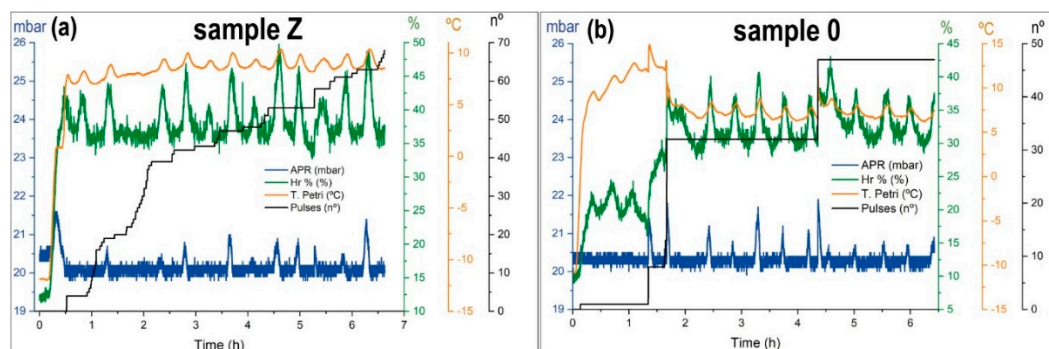 (a) sample Z
mbar % ºC nº
26 50 15 70
25 45 10 60
24 40 5 50
23 35 0 40
22 30 -5 30
21 25 -10 20
20 20 -15 10
19 15 0
10
APR (mbar)
Hr % (%)
T. Petri (ºC)
Pulses (nº)
0 1 2 3 4 5 6 7
Time (h)
(b) sample 0
mbar % ºC nº
26 45 15 50
25 40 10 40
24 35 5 30
23 30 0 20
22 25 -5 10
21 20 -10 0
20 15 -15
19 10
5
APR (mbar)
Hr % (%)
T. Petri (ºC)
Pulses (nº)
0 1 2 3 4 5 6
Time (h)